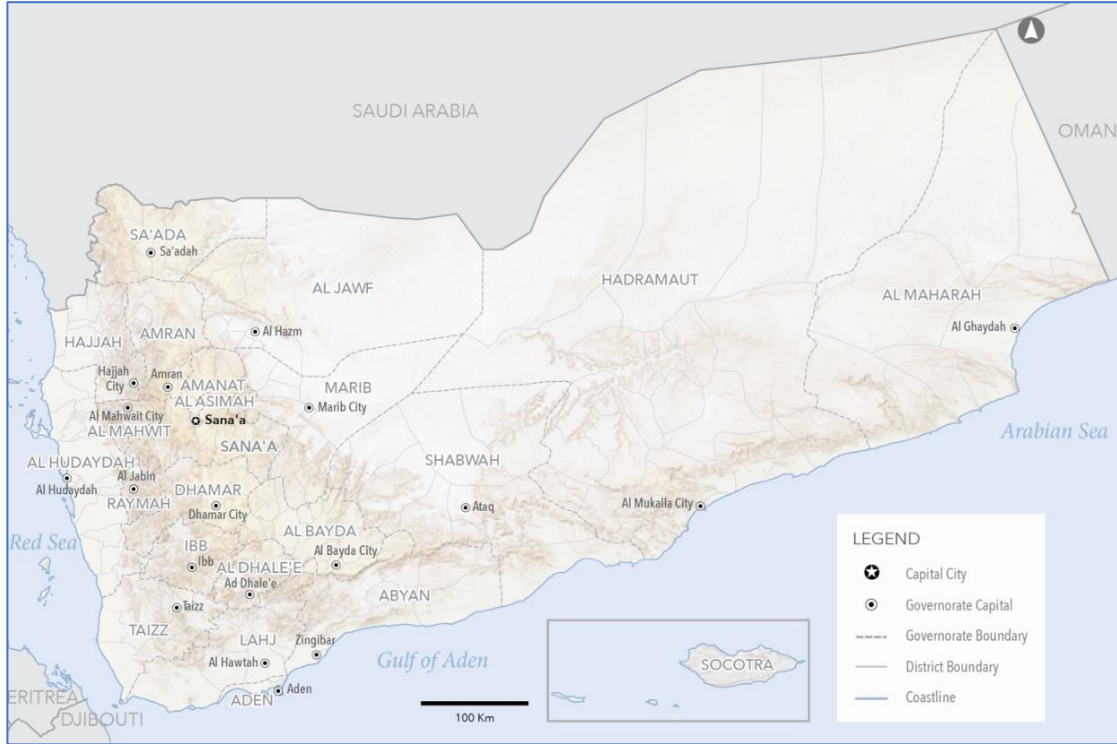 SAUDI ARABIA
OMAN
SA'ADA
Sa'adah
AL JAWF
HADRAMAUT
AL MAHARAH
Al Ghaydah
HAJJAH
AMRAN
Al Hazm
Hajjah
City
Amran
AMANAT
AL ASIMAH
MARIB
Marib City
Al Mahwait City
Sana'a
AL MAHWIT
SANA'A
Arabian Sea
AL HUDAYDAH
Al Hudaydah
Al Jabin
RAYMAH
DHAMAR
Dhamar City
SHABWAH
Ataq
Al Mukalla City
Red Sea
IBB
Ibb
AL BAYDA
Al Bayda City
AL DHALE'E
Ad Dhale'e
ABYAN
Taizz
TAIZZ
LAHJ
Zingibar
Al Hawtah
Gulf of Aden
ADEN
Aden
ERITREA
DJIBOUTI
100 Km
SOCOTRA
LEGEND
Capital City
Governorate Capital
Governorate Boundary
District Boundary
Coastline